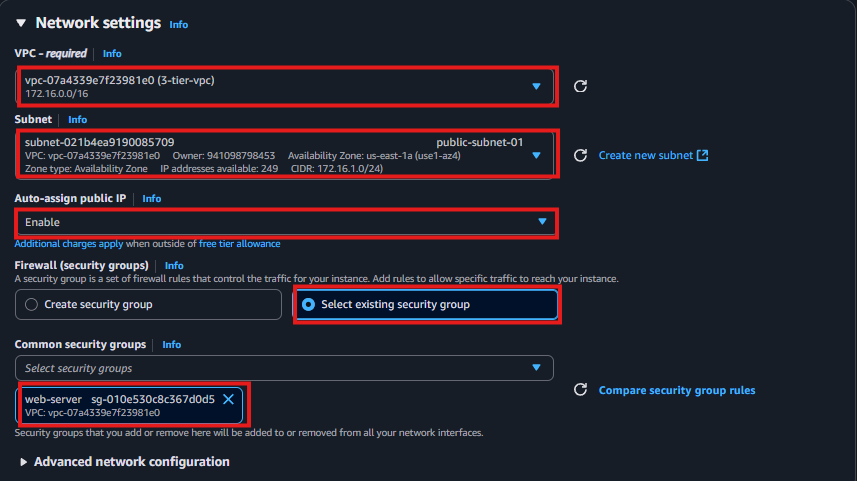 Network settings Info
VPC – required Info
vpc-07a4339e7f23981e0 (3-tier-vpc)
172.16.0.0/16
Subnet Info
subnet-021b4ea9190085709 public-subnet-01
VPC: vpc-07a4339e7f23981e0 Owner: 941098798453 Availability Zone: us-east-1a (use1-az4)
Zone type: Availability Zone IP addresses available: 249 CIDR: 172.16.1.0/24)
Create new subnet
Auto-assign public IP Info
Enable
Additional charges apply when outside of free tier allowance
Firewall (security groups) Info
A security group is a set of firewall rules that control the traffic for your instance. Add rules to allow specific traffic to reach your instance.
Create security group
Select existing security group
Common security groups Info
Select security groups
web-server sg-010e530c8c367d0d5
VPC: vpc-07a4339e7f23981e0
Compare security group rules
Security groups that you add or remove here will be added to or removed from all your network interfaces.
Advanced network configuration